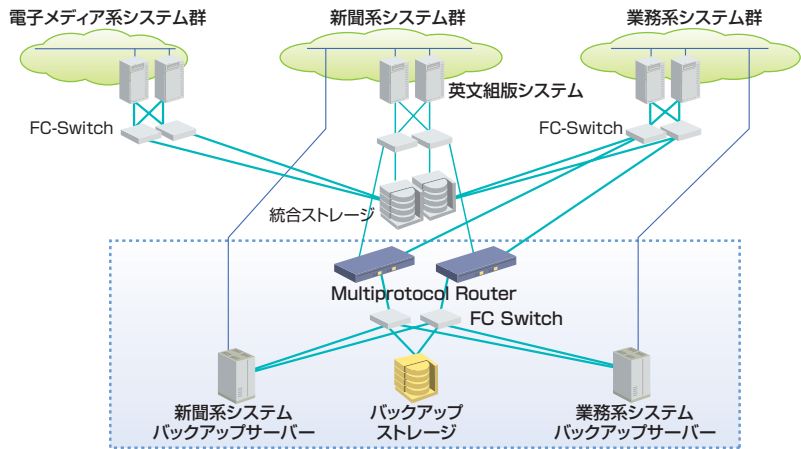 電子メディア系システム群
新聞系システム群
業務系システム群
英文組版システム
FC-Switch
FC-Switch
統合ストレージ
Multiprotocol Router
FC Switch
新聞系システム
バックアップサーバー
バックアップ
ストレージ
業務系システム
バックアップサーバー